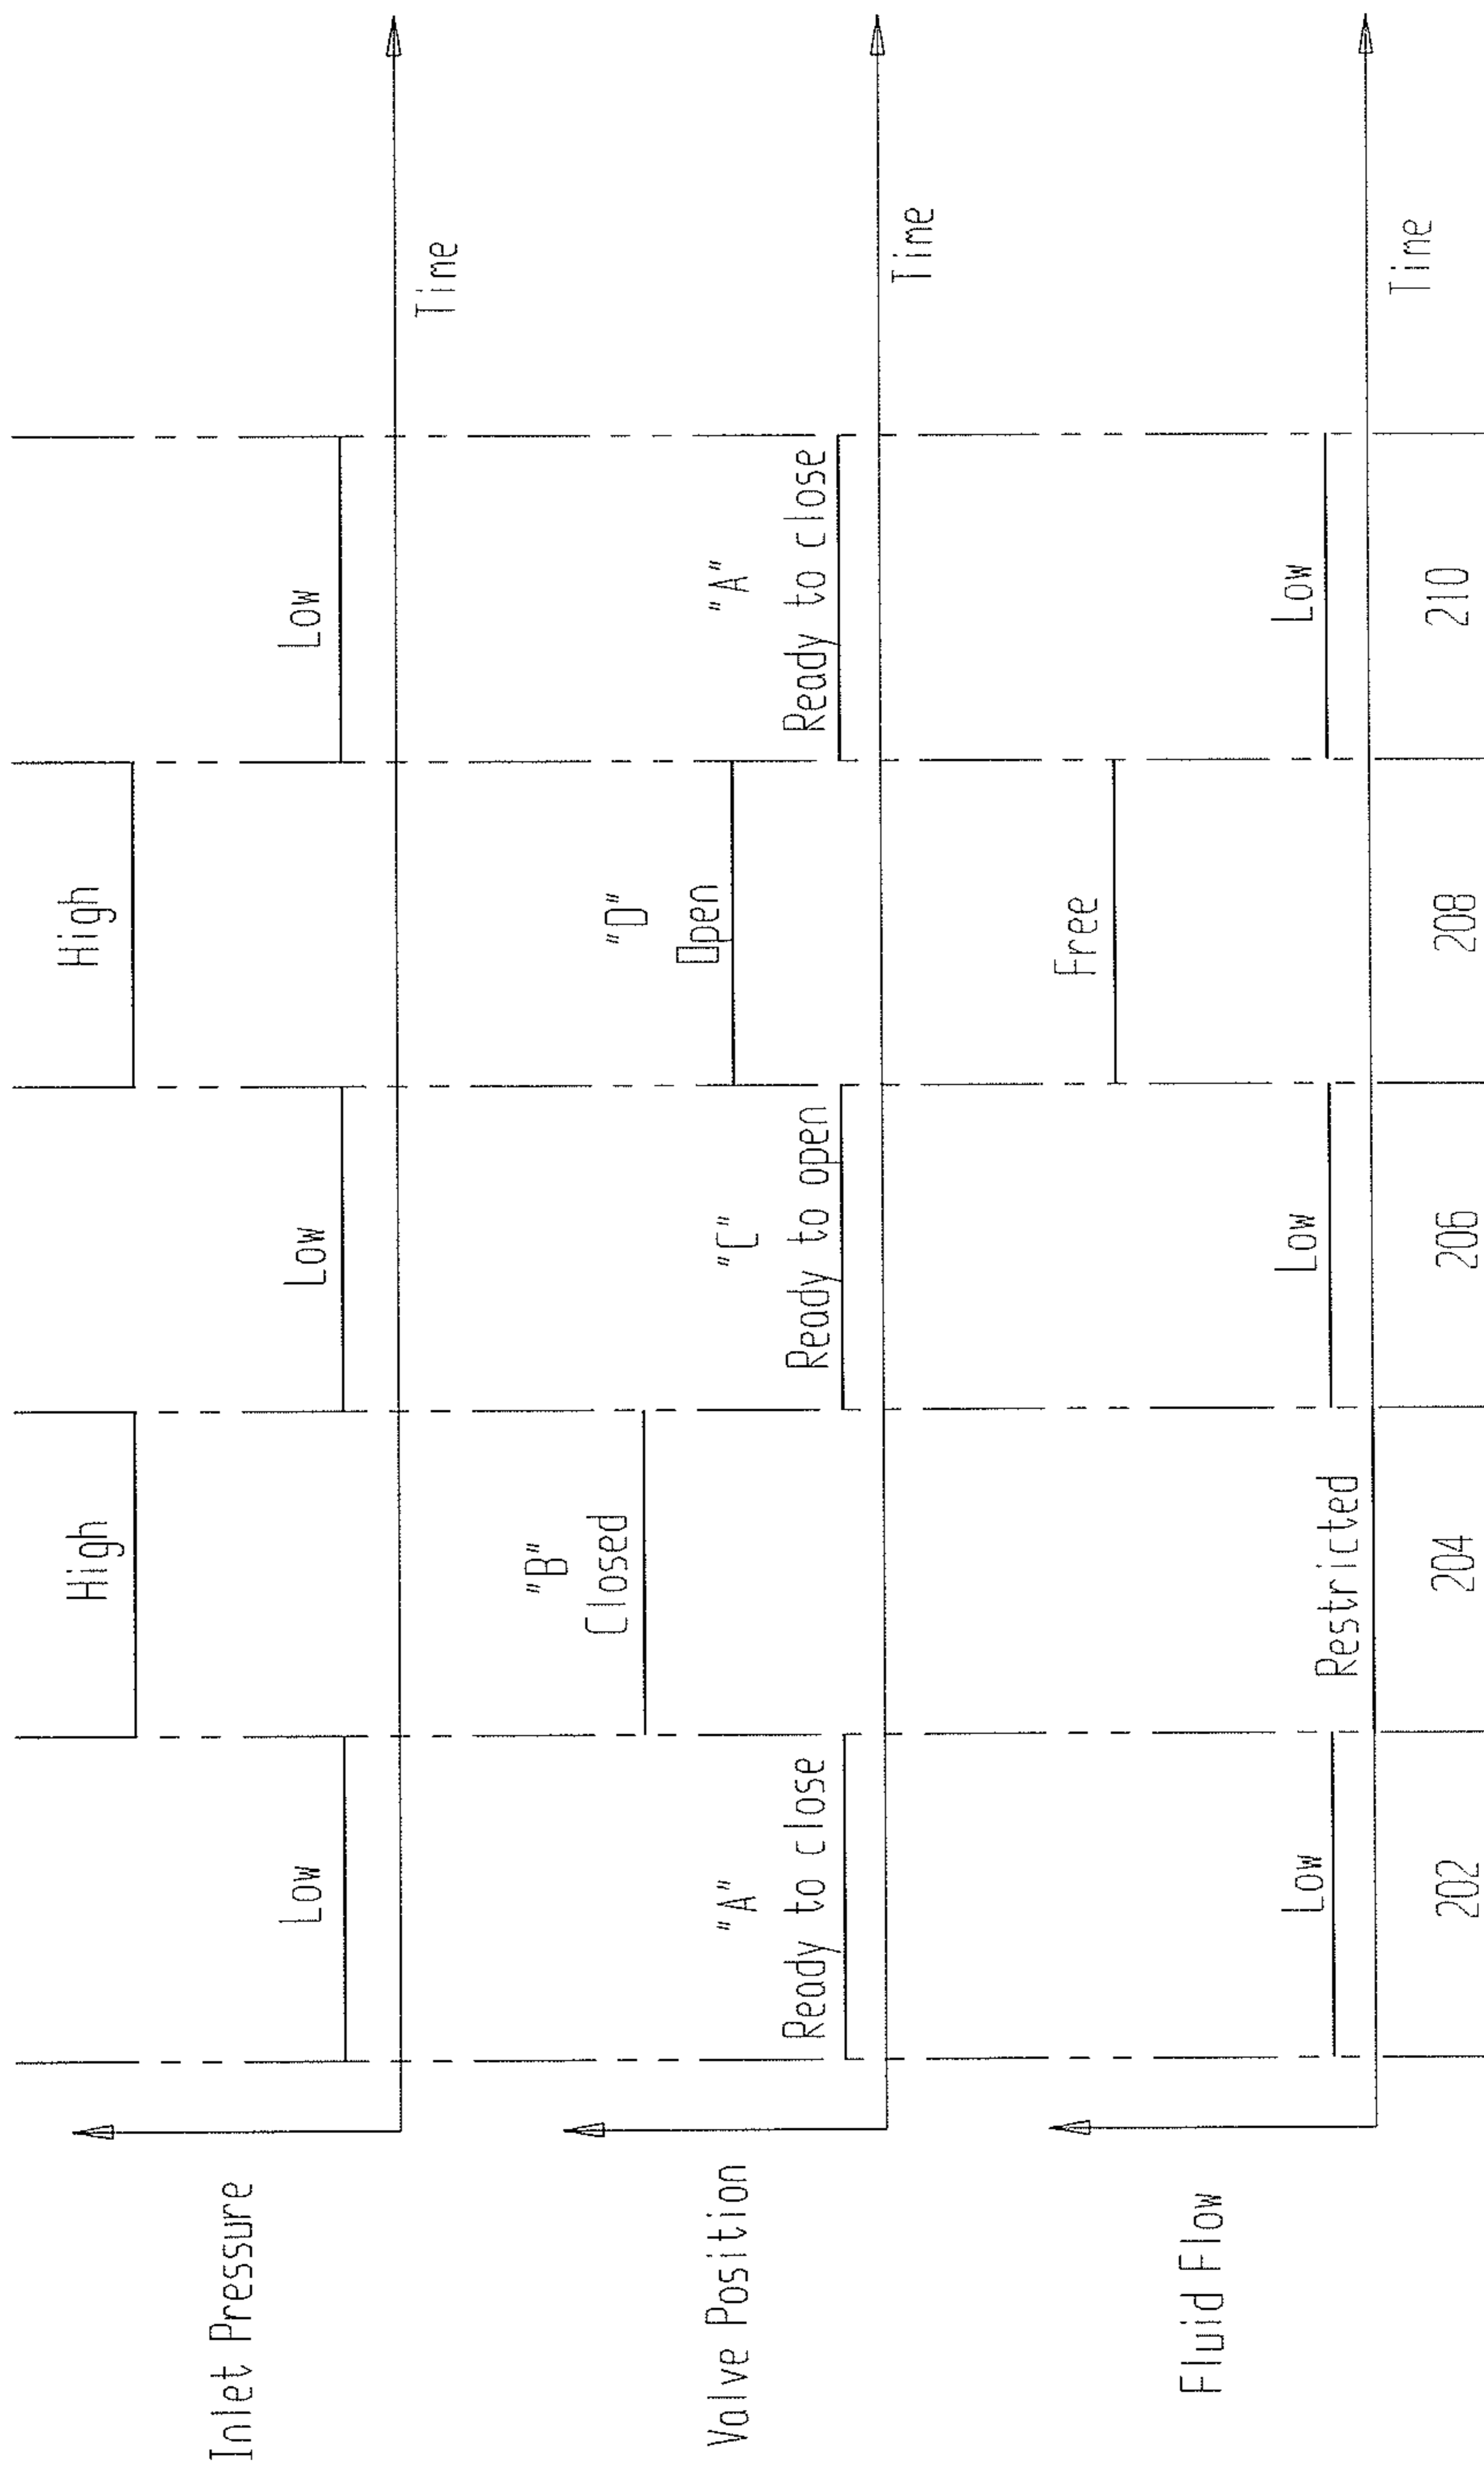 Inlet Pressure
Low
High
Low
High
Low
Time
Valve Position
"A"
Ready to close
"B"
Closed
"C"
Ready to open
"D"
Open
"A"
Ready to close
Time
Fluid Flow
Low
Restricted
Low
Free
Low
Time
202
204
206
208
210